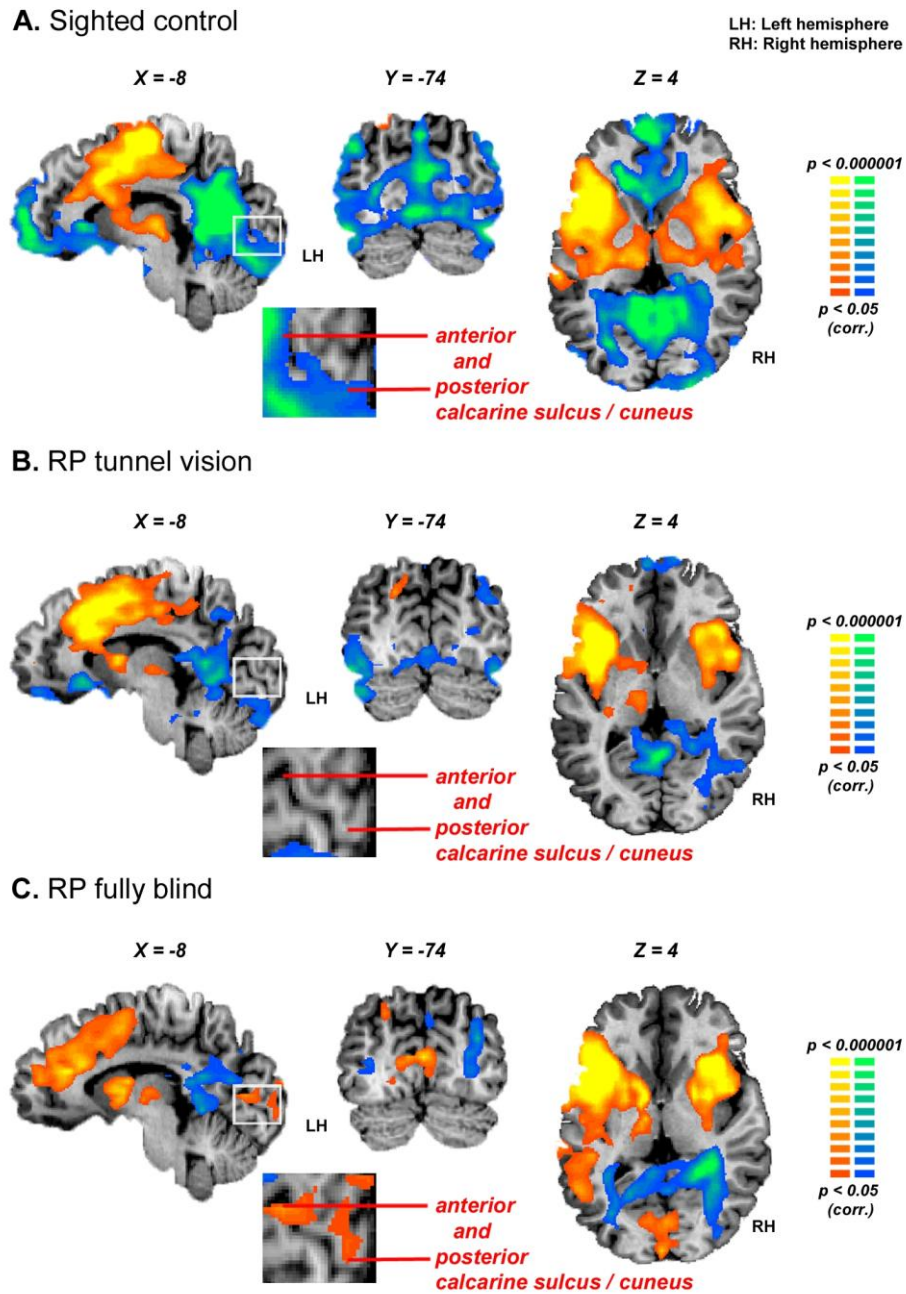 A. Sighted control
LH: Left hemisphere
RH: Right hemisphere
X = -8
Y = -74
Z = 4
p < 0.000001
LH
p < 0.05
(corr.)
RH
anterior
and
posterior
calcarine sulcus / cuneus
B. RP tunnel vision
X = -8
Y = -74
Z = 4
p < 0.000001
LH
p < 0.05
(corr.)
RH
anterior
and
posterior
calcarine sulcus / cuneus
C. RP fully blind
X = -8
Y = -74
Z = 4
p < 0.000001
LH
p < 0.05
(corr.)
RH
anterior
and
posterior
calcarine sulcus / cuneus